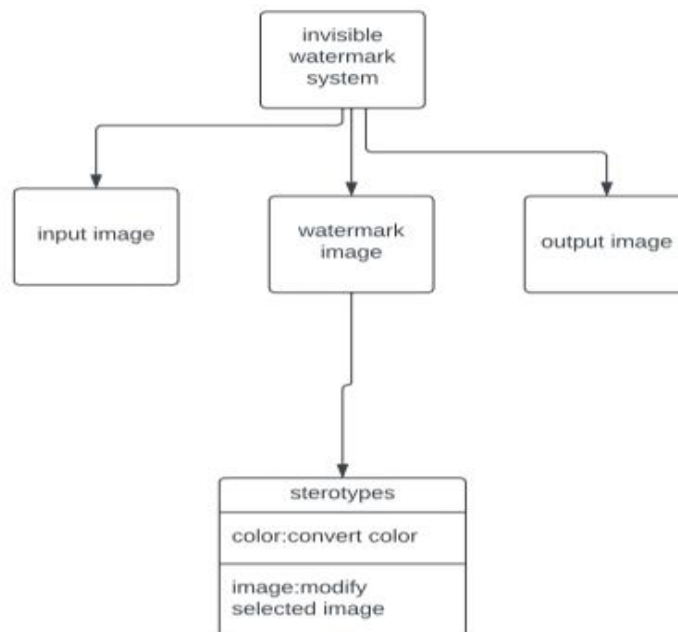 invisible
watermark
system
input image
watermark
image
output image
sterotypes
color:convert color
image:modify
selected image